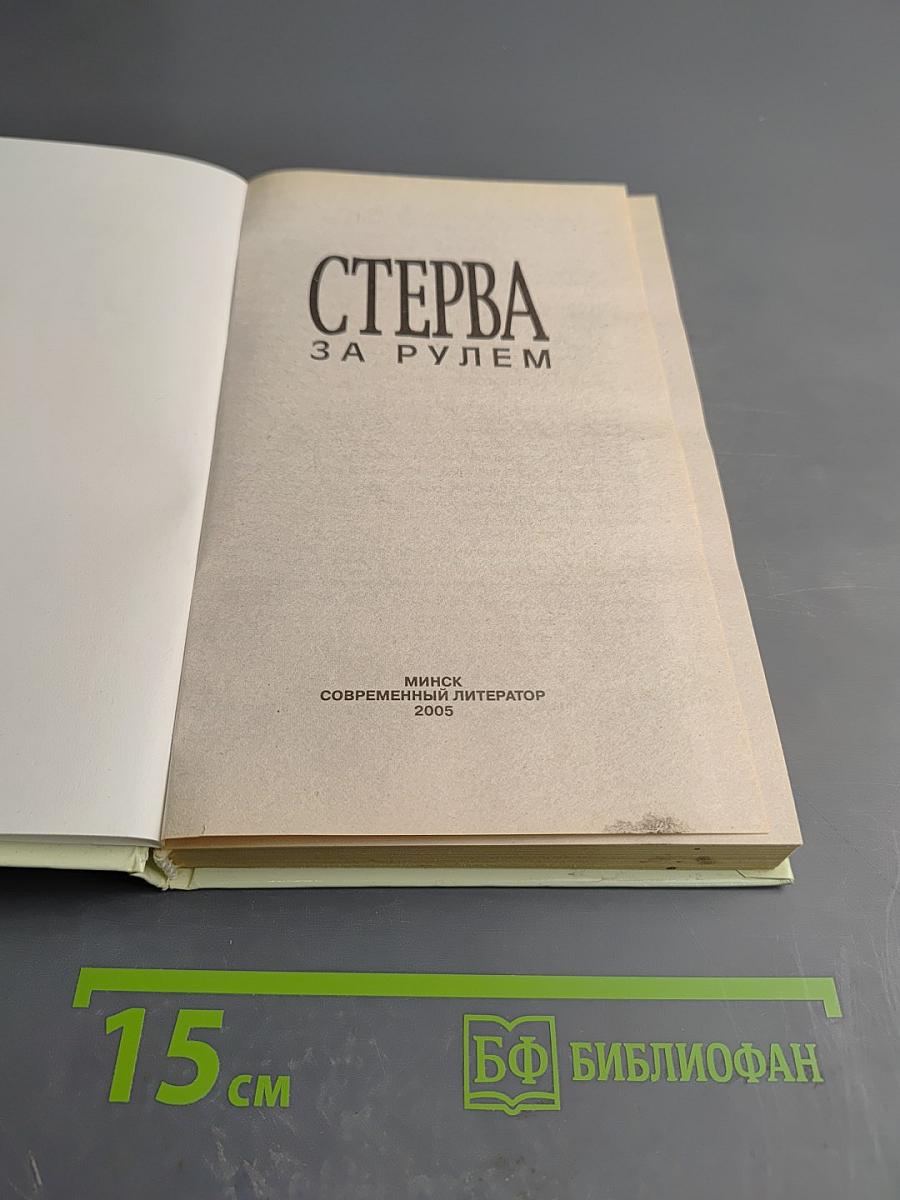 СТЕРВА
ЗА РУЛЕМ
МИНСК
СОВРЕМЕННЫЙ ЛИТЕРАТОР
2005
15 см
БФ БИБЛИОФАН